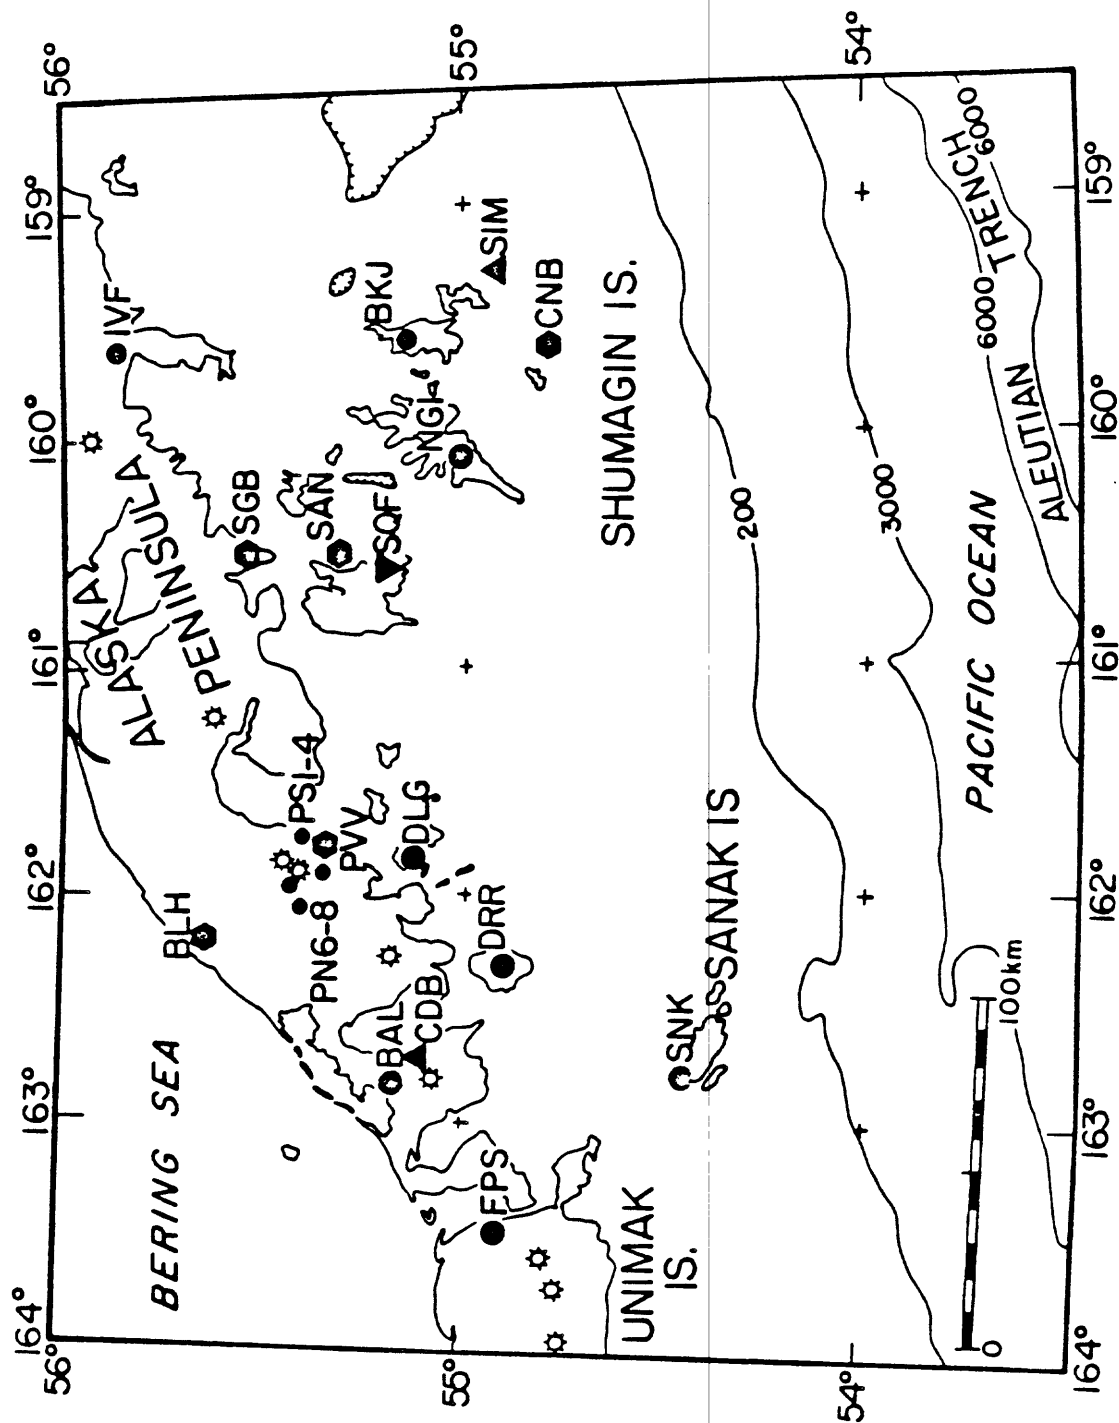 56°
164°
163°
162°
161°
160°
159°
56°
BERING SEA
BLH
ALASKA
PENINSULA
IVF
SGB
PN6-8
PS1-4
PVV
SAN
BAL
CDB
DLG
SQF
BKJ
NGI
55°
55°
FPS
DRR
SIM
CNB
UNIMAK
IS.
SNK
SANAK IS
SHUMAGIN IS.
200
3000
54°
54°
PACIFIC OCEAN
6000
6000
ALEUTIAN TRENCH
0
100km
164°
163°
162°
161°
160°
159°